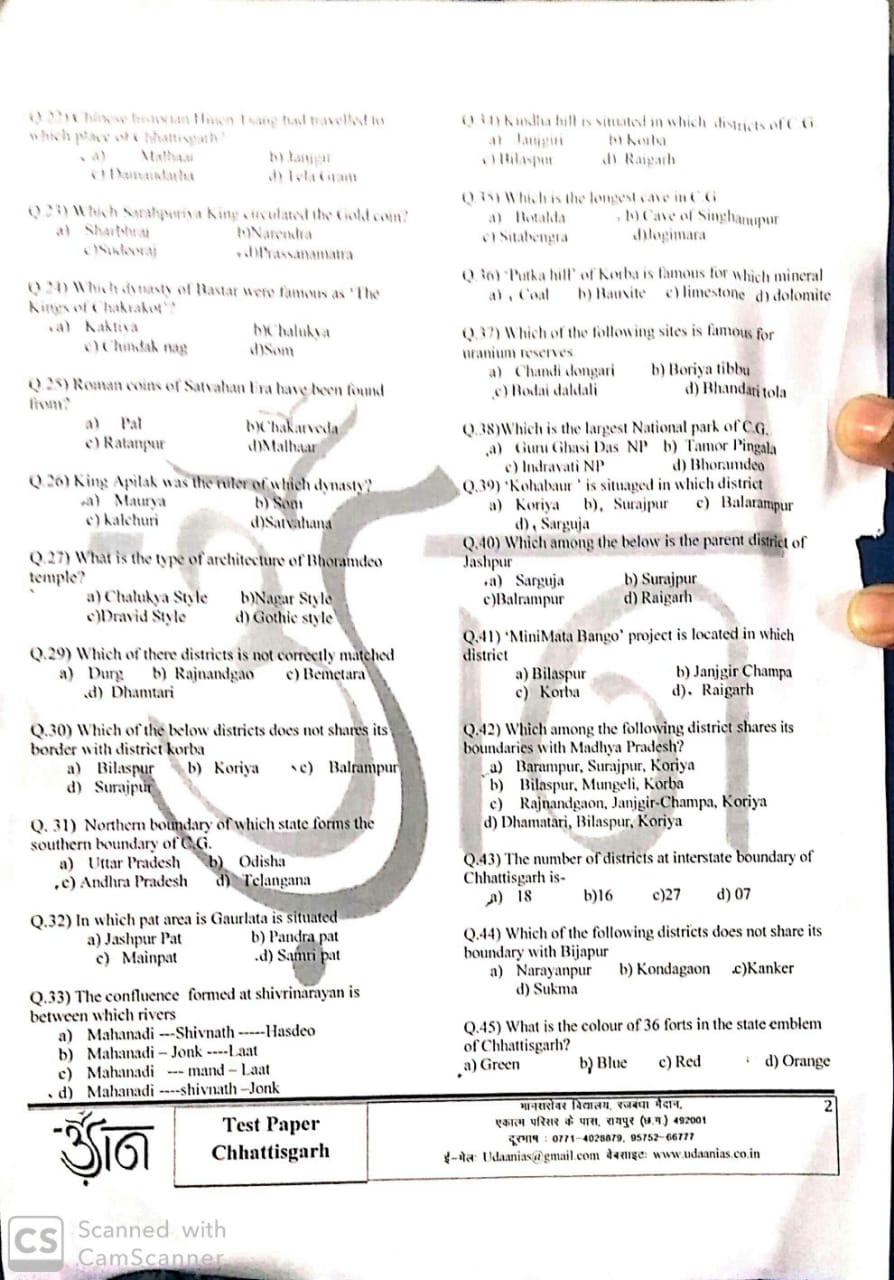 Q.22) Chinese historian Hiuen Tsang had travelled to
which place of Chhattisgarh?
a) Malhaar b) Janjgir
c) Damaudarha d) Tela Gram
Q.23) Which Sarabpuriya King circulated the Gold coin?
a) Sharbhrai b)Narendra
c)Sudeoraj d)Prassanamatra
Q.24) Which dynasty of Bastar were famous as 'The
Kings of Chakrakot'?
a) Kaktiya b)Chalukya
c) Chindak nag d)Som
Q.25) Roman coins of Satvahan Era have been found
from?
a) Pal b)Chakarveda
c) Ratanpur d)Malhaar
Q.26) King Apilak was the ruler of which dynasty?
a) Maurya b) Som
c) kalchuri d)Satvahana
Q.27) What is the type of architecture of Bhoramdeo
temple?
a) Chalukya Style b)Nagar Style
c)Dravid Style d) Gothic style
Q.29) Which of there districts is not correctly matched
a) Durg b) Rajnandgao c) Bemetara
d) Dhamtari
Q.30) Which of the below districts does not shares its
border with district korba
a) Bilaspur b) Koriya c) Balrampur
d) Surajpur
Q. 31) Northern boundary of which state forms the
southern boundary of C.G.
a) Uttar Pradesh b) Odisha
c) Andhra Pradesh d) Telangana
Q.32) In which pat area is Gaurlata is situated
a) Jashpur Pat b) Pandra pat
c) Mainpat d) Samri pat
Q.33) The confluence formed at shivrinarayan is
between which rivers
a) Mahanadi ---Shivnath -----Hasdeo
b) Mahanadi – Jonk ----Laat
c) Mahanadi --- mand – Laat
d) Mahanadi ----shivnath –Jonk
Q.34) Kindha hill is situated in which districts of C.G
a) Janjgiri b) Korba
c) Bilaspur d) Raigarh
Q.35) Which is the longest cave in C.G
a) Botalda b) Cave of Singhanupur
c) Sitabengra d)Jogimara
Q.36) 'Putka hill' of Korba is famous for which mineral
a) Coal b) Bauxite c) limestone d) dolomite
Q.37) Which of the following sites is famous for
uranium reserves
a) Chandi dongari b) Boriya tibbu
c) Bodai daldali d) Bhandari tola
Q.38)Which is the largest National park of C.G.
a) Guru Ghasi Das NP b) Tamor Pingala
c) Indravati NP d) Bhoramdeo
Q.39) 'Kohabaur ' is situaged in which district
a) Koriya b), Surajpur c) Balarampur
d) Sarguja
Q.40) Which among the below is the parent district of
Jashpur
a) Sarguja b) Surajpur
c)Balrampur d) Raigarh
Q.41) 'MiniMata Bango' project is located in which
district
a) Bilaspur b) Janjgir Champa
c) Korba d) Raigarh
Q.42) Which among the following district shares its
boundaries with Madhya Pradesh?
a) Barampur, Surajpur, Koriya
b) Bilaspur, Mungeli, Korba
c) Rajnandgaon, Janjgir-Champa, Koriya
d) Dhamatari, Bilaspur, Koriya
Q.43) The number of districts at interstate boundary of
Chhattisgarh is-
a) 18 b)16 c)27 d) 07
Q.44) Which of the following districts does not share its
boundary with Bijapur
a) Narayanpur b) Kondagaon c)Kanker
d) Sukma
Q.45) What is the colour of 36 forts in the state emblem
of Chhattisgarh?
a) Green b) Blue c) Red d) Orange
उड़ान
Test Paper
Chhattisgarh
मानसरोवर विद्यालय, रजबंधा मैदान,
एकात्म परिसर के पास, रायपुर (छ.ग.) 492001
दूरभाष : 0771-4028879, 95752-66777
ई-मेलः Udaanias@gmail.com वेबसाइटः www.udaanias.co.in
2
CS Scanned with
CamScanner